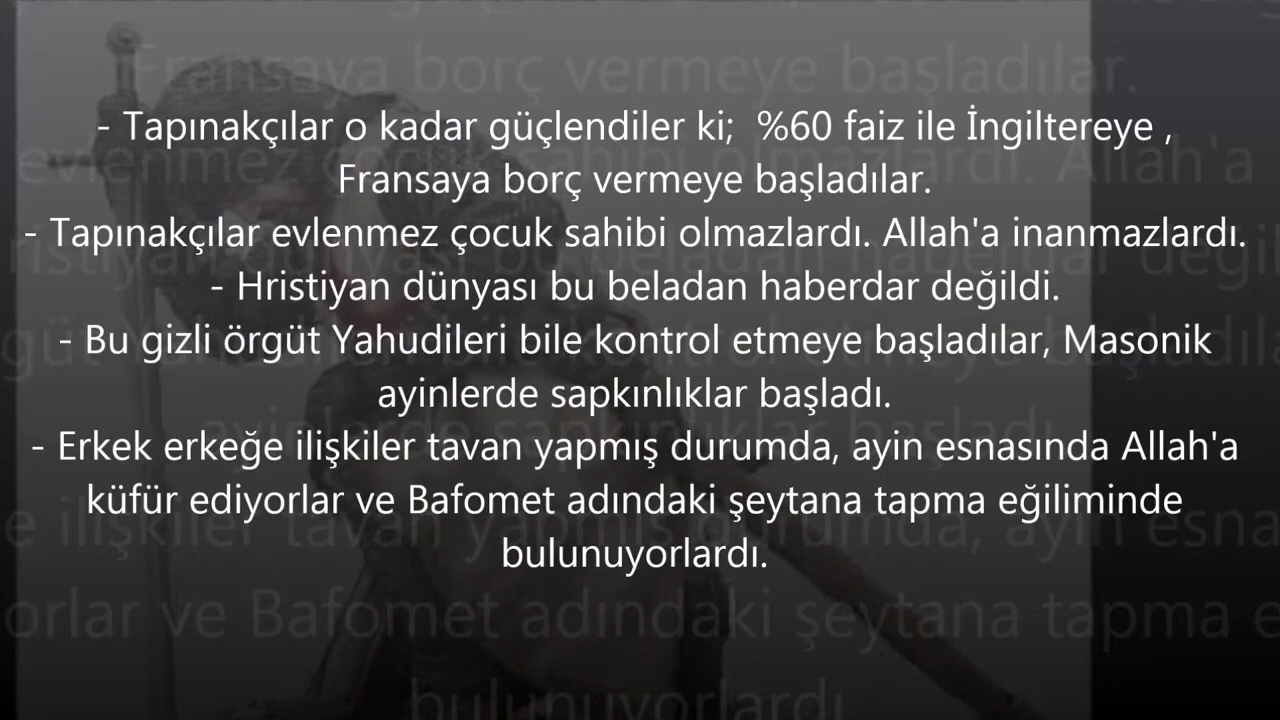 - Tapınakçılar o kadar güçlendiler ki;  %60 faiz ile İngiltereye ,
Fransaya borç vermeye başladılar.
- Tapınakçılar evlenmez çocuk sahibi olmazlardı. Allah'a inanmazlardı.
- Hristiyan dünyası bu beladan haberdar değildi.
- Bu gizli örgüt Yahudileri bile kontrol etmeye başladılar, Masonik
ayinlerde sapkınlıklar başladı.
- Erkek erkeğe ilişkiler tavan yapmış durumda, ayin esnasında Allah'a
küfür ediyorlar ve Bafomet adındaki şeytana tapma eğiliminde
bulunuyorlardı.